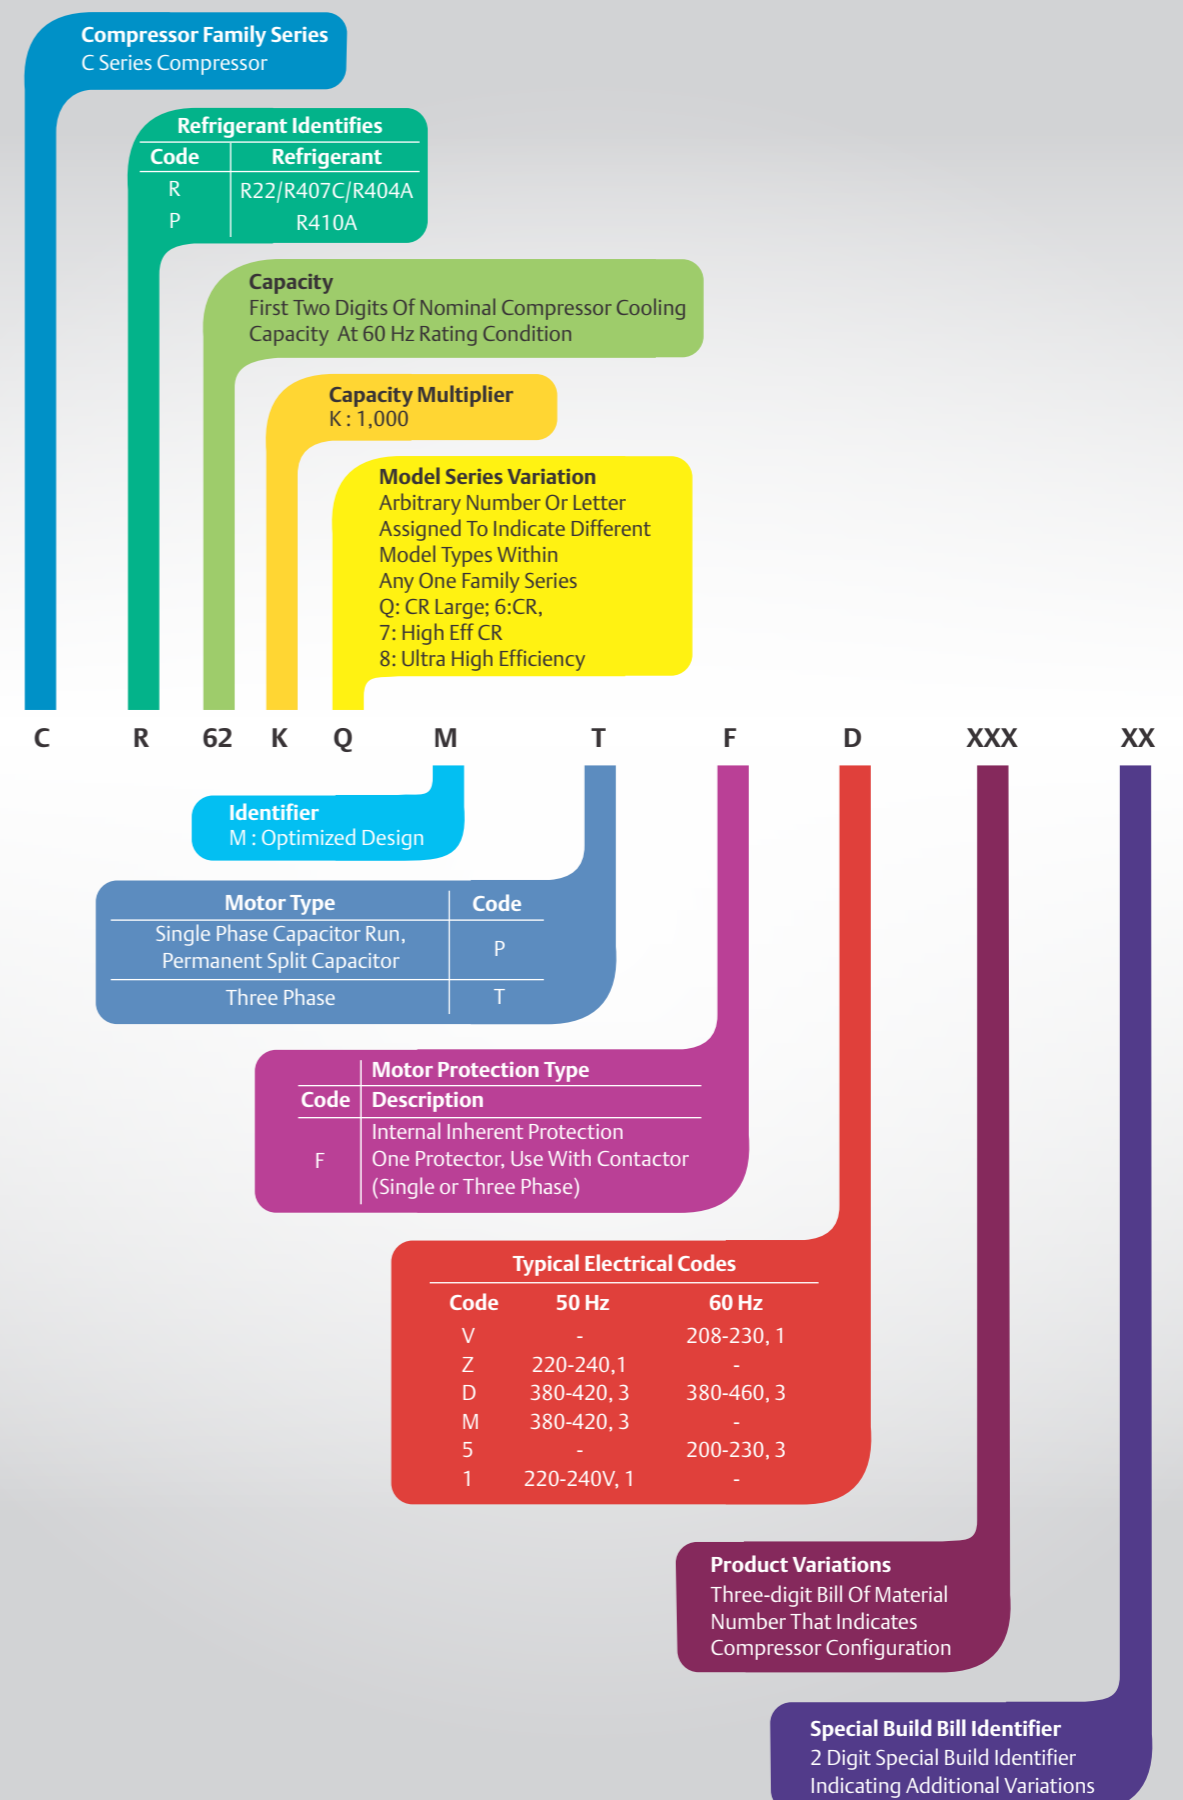 Compressor Family Series
C Series Compressor
Refrigerant Identifies
Code Refrigerant
R R22/R407C/R404A
P R410A
Capacity
First Two Digits Of Nominal Compressor Cooling
Capacity At 60 Hz Rating Condition
Capacity Multiplier
K : 1,000
Model Series Variation
Arbitrary Number Or Letter
Assigned To Indicate Different
Model Types Within
Any One Family Series
Q: CR Large; 6:CR,
7: High Eff CR
8: Ultra High Efficiency
C R 62 K Q M T F D XXX XX
Identifier
M : Optimized Design
Motor Type Code
Single Phase Capacitor Run,
Permanent Split Capacitor P
Three Phase T
Motor Protection Type
Code Description
Internal Inherent Protection
F One Protector, Use With Contactor
(Single or Three Phase)
Typical Electrical Codes
Code 50 Hz 60 Hz
V - 208-230, 1
Z 220-240,1 -
D 380-420, 3 380-460, 3
M 380-420, 3 -
5 - 200-230, 3
1 220-240V, 1 -
Product Variations
Three-digit Bill Of Material
Number That Indicates
Compressor Configuration
Special Build Bill Identifier
2 Digit Special Build Identifier
Indicating Additional Variations